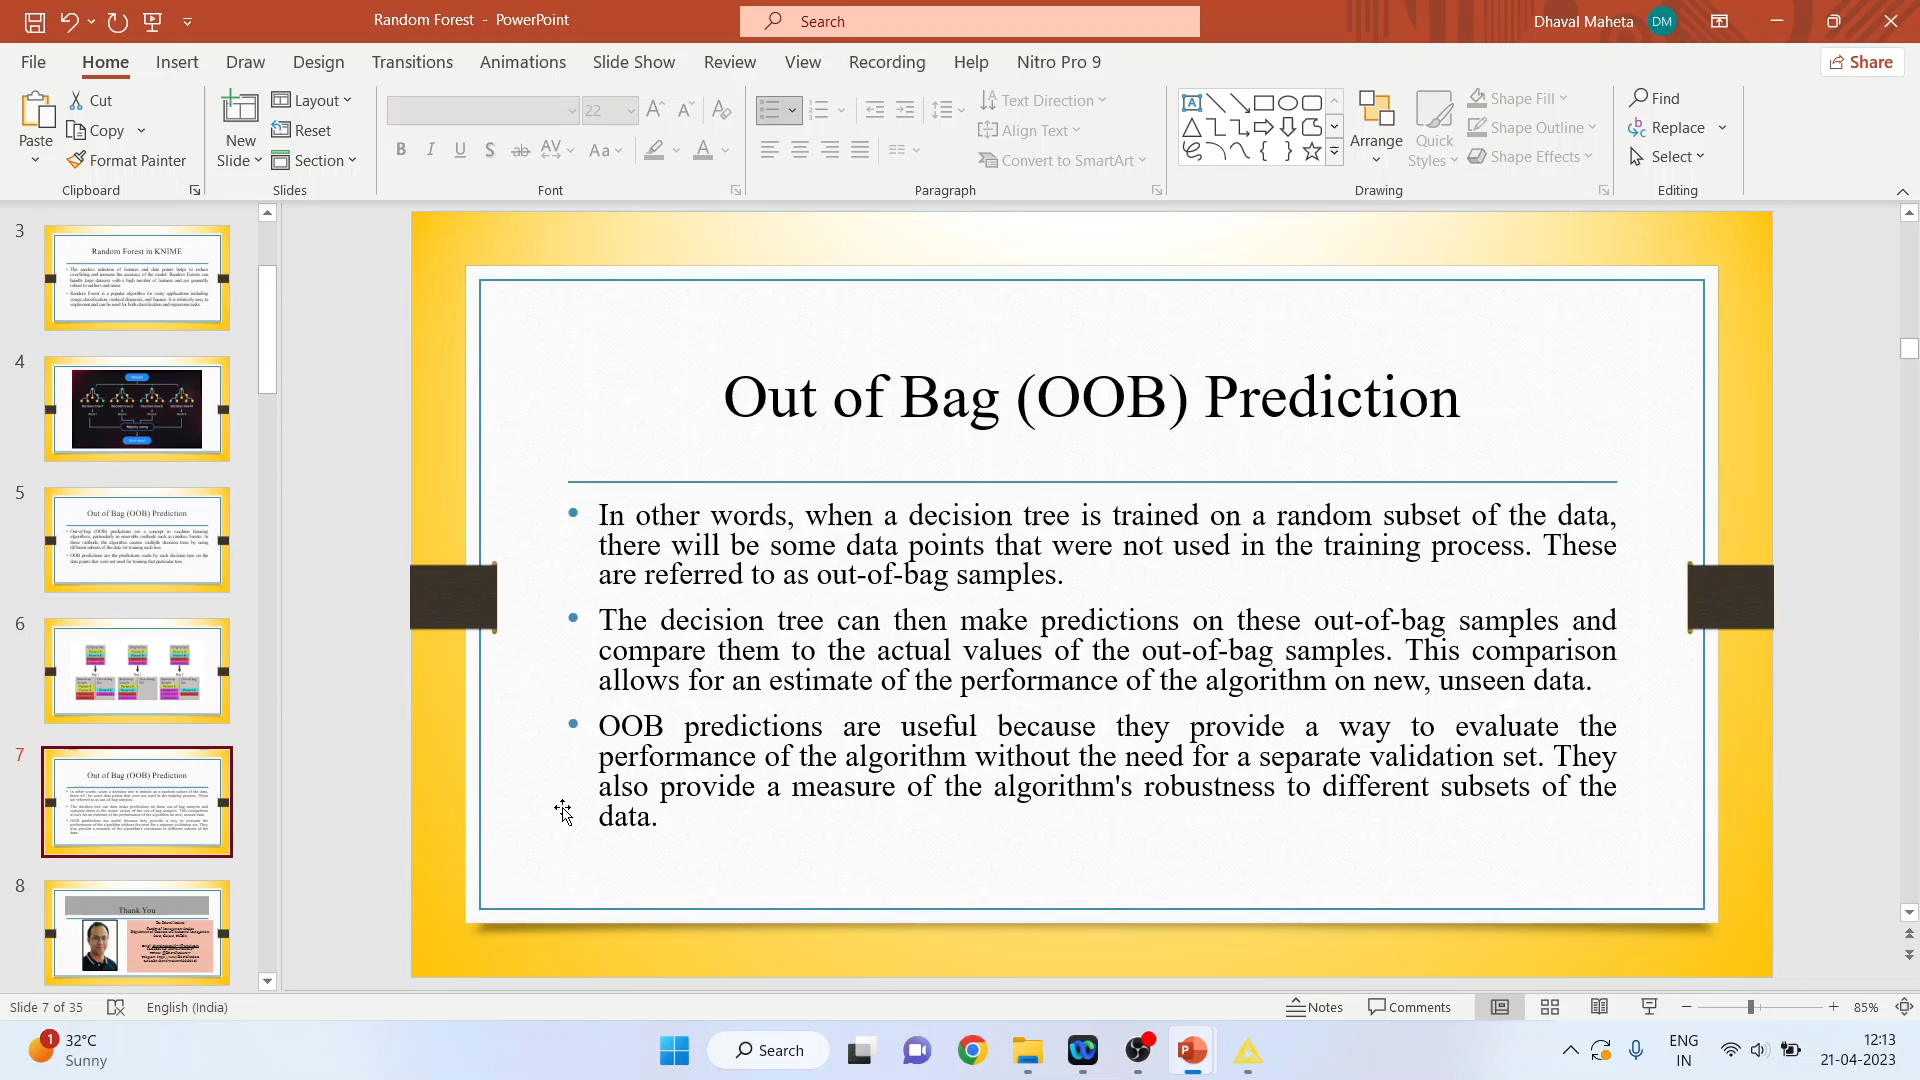 Random Forest - PowerPoint
Search
Dhaval Maheta
DM
File Home Insert Draw Design Transitions Animations Slide Show Review View Recording Help Nitro Pro 9
Share
Paste
Cut
Copy
Format Painter
Clipboard
New
Slide
Layout
Reset
Section
Slides
22
Font
Text Direction
Align Text
Convert to SmartArt
Paragraph
Arrange
Quick
Styles
Shape Fill
Shape Outline
Shape Effects
Drawing
Find
Replace
Select
Editing
3
Random Forest in KNIME
4
5
Out of Bag (OOB) Prediction
6
7
Out of Bag (OOB) Prediction
8
Thank You
Out of Bag (OOB) Prediction
In other words, when a decision tree is trained on a random subset of the data,
there will be some data points that were not used in the training process. These
are referred to as out-of-bag samples.
The decision tree can then make predictions on these out-of-bag samples and
compare them to the actual values of the out-of-bag samples. This comparison
allows for an estimate of the performance of the algorithm on new, unseen data.
OOB predictions are useful because they provide a way to evaluate the
performance of the algorithm without the need for a separate validation set. They
also provide a measure of the algorithm's robustness to different subsets of the
data.
Slide 7 of 35
English (India)
Notes
Comments
85%
1
32°C
Sunny
Search
ENG
IN
12:13
21-04-2023